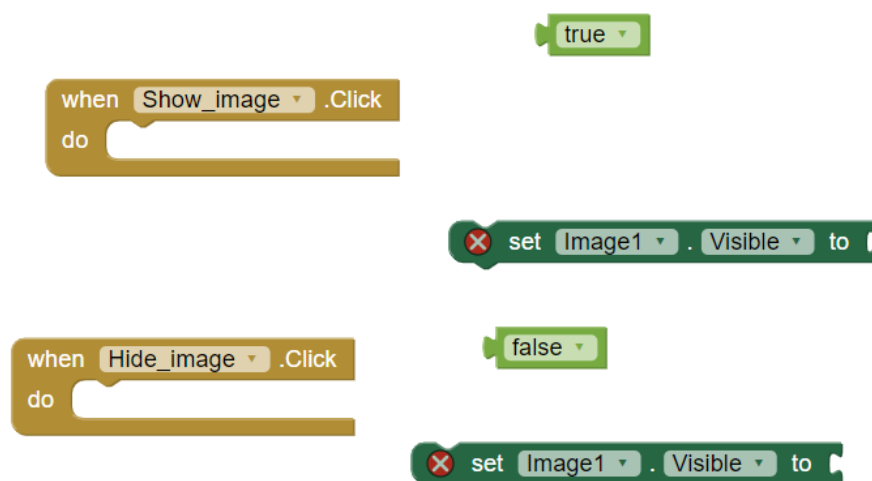 true
when Show_image .Click
do
set Image1 . Visible to
false
when Hide_image .Click
do
set Image1 . Visible to